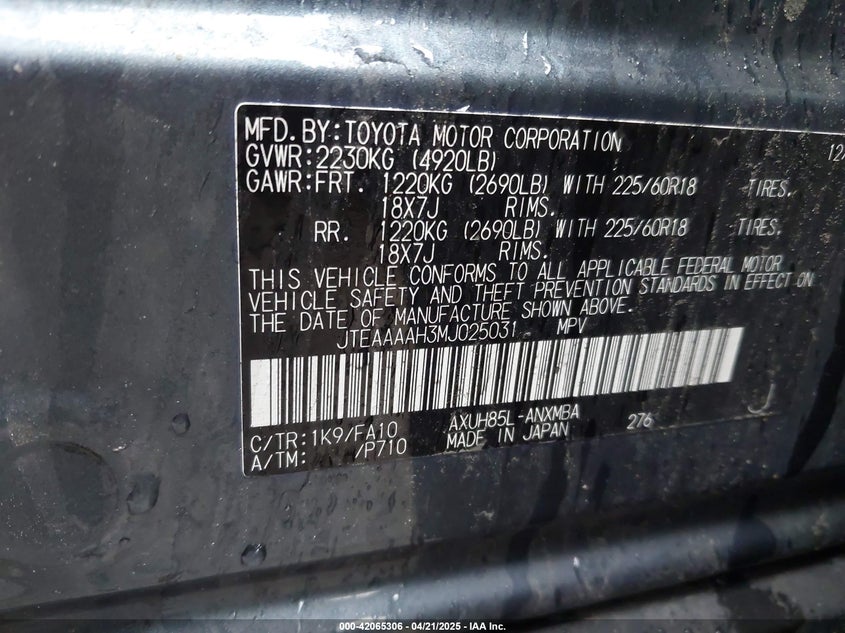 MFD.BY:TOYOTA MOTOR CORPORATION 12/
GVWR:2230KG (4920LB)
GAWR:FRT. 1220KG (2690LB) WITH 225/60R18 TIRES.
18X7J RIMS.
RR. 1220KG (2690LB) WITH 225/60R18 TIRES.
18X7J RIMS.
THIS VEHICLE CONFORMS TO ALL APPLICABLE FEDERAL MOTOR
VEHICLE SAFETY AND THEFT PREVENTION STANDARDS IN EFFECT ON
THE DATE OF MANUFACTURE SHOWN ABOVE.
JTEAAAAH3MJ025031 MPV
C/TR:1K9/FA10 AXUH85L-ANXMBA 276 J
A/TM: /P710 MADE IN JAPAN
000-42065306 - 04/21/2025 - IAA Inc.